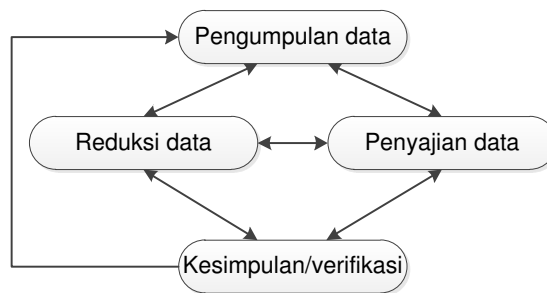 Pengumpulan data
Reduksi data
Penyajian data
Kesimpulan/verifikasi